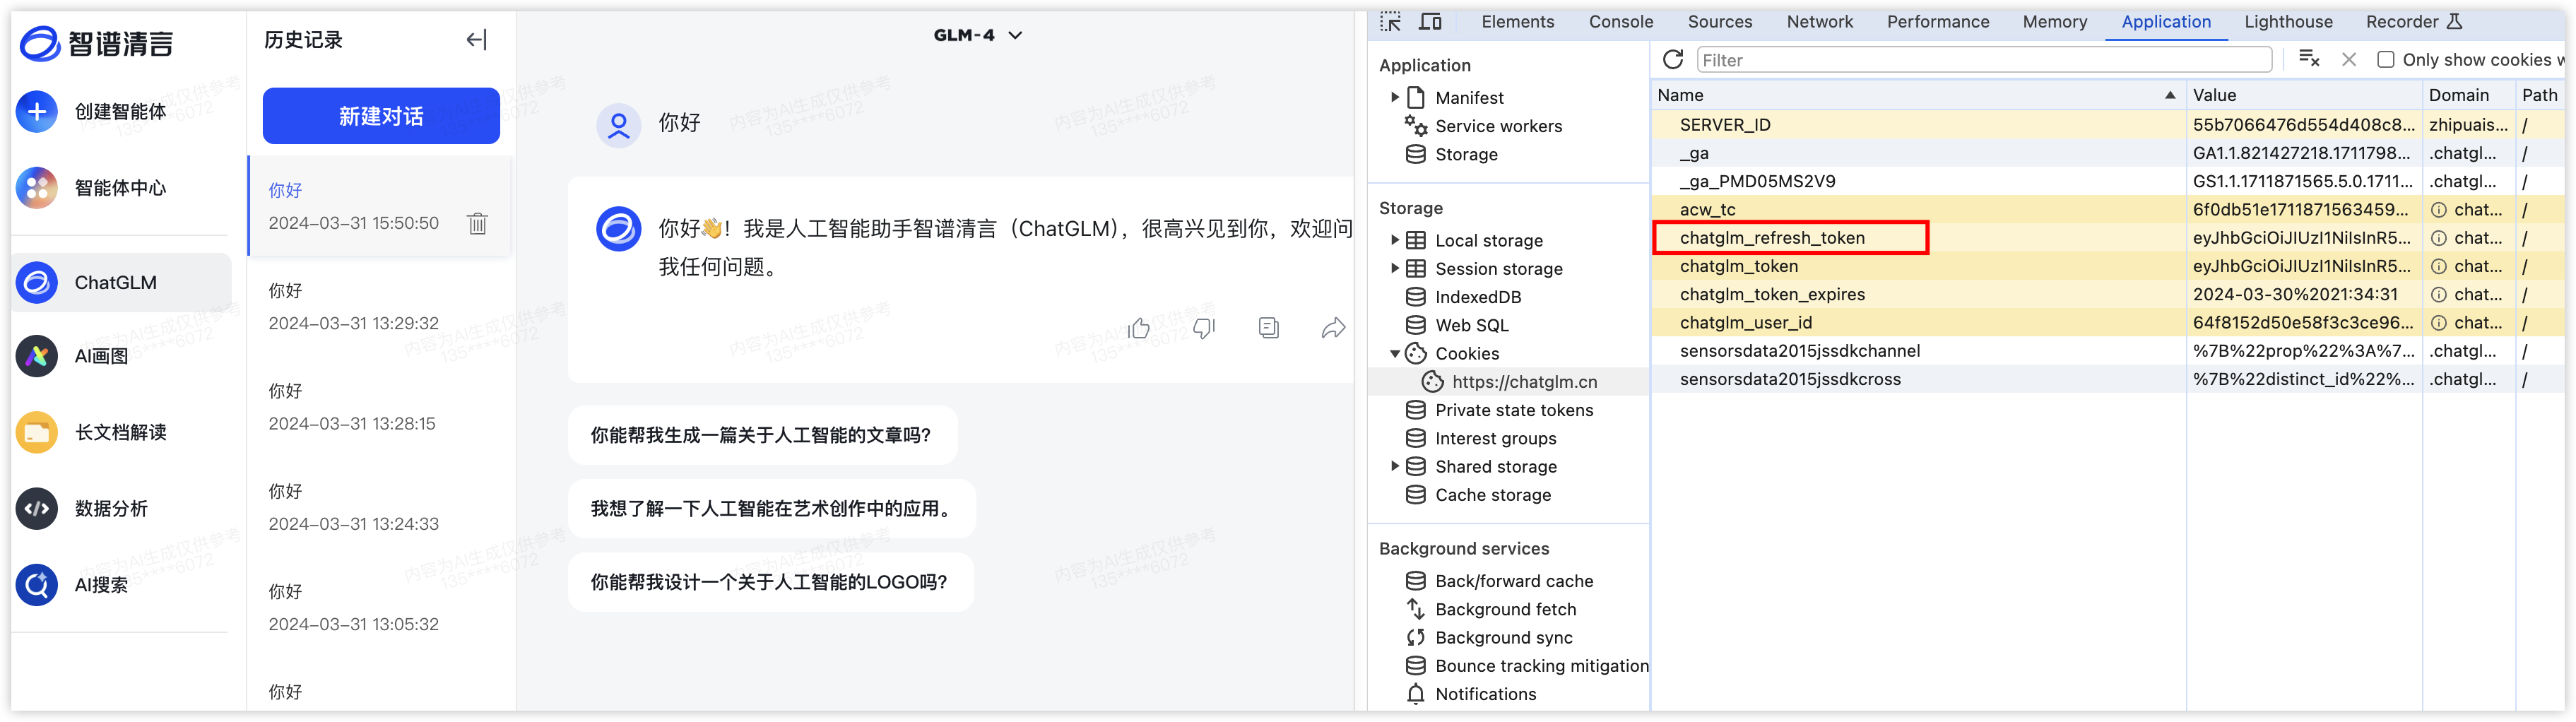 智谱清言
创建智能体
智能体中心
ChatGLM
AI画图
长文档解读
数据分析
AI搜索
历史记录
新建对话
你好
2024-03-31 15:50:50
你好
2024-03-31 13:29:32
你好
2024-03-31 13:28:15
你好
2024-03-31 13:24:33
你好
2024-03-31 13:05:32
你好
GLM-4
你好
你好👋！我是人工智能助手智谱清言（ChatGLM），很高兴见到你，欢迎问
我任何问题。
你能帮我生成一篇关于人工智能的文章吗？
我想了解一下人工智能在艺术创作中的应用。
你能帮我设计一个关于人工智能的LOGO吗？
内容为AI生成仅供参考
135****6072
Elements Console Sources Network Performance Memory Application Lighthouse Recorder
Application
Manifest
Service workers
Storage
Storage
Local storage
Session storage
IndexedDB
Web SQL
Cookies
https://chatglm.cn
Private state tokens
Interest groups
Shared storage
Cache storage
Background services
Back/forward cache
Background fetch
Background sync
Bounce tracking mitigation
Notifications
Filter
Only show cookies w
Name Value Domain Path
SERVER_ID 55b7066476d554d408c8... zhipuais... /
_ga GA1.1.821427218.1711798... .chatgl... /
_ga_PMD05MS2V9 GS1.1.1711871565.5.0.1711... .chatgl... /
acw_tc 6f0db51e1711871563459... chat... /
chatglm_refresh_token eyJhbGciOiJIUzI1NiIsInR5... chat... /
chatglm_token eyJhbGciOiJIUzI1NiIsInR5... chat... /
chatglm_token_expires 2024-03-30%2021:34:31 chat... /
chatglm_user_id 64f8152d50e58f3c3ce96... chat... /
sensorsdata2015jssdkchannel %7B%22prop%22%3A%7... .chatgl... /
sensorsdata2015jssdkcross %7B%22distinct_id%22%... .chatgl... /